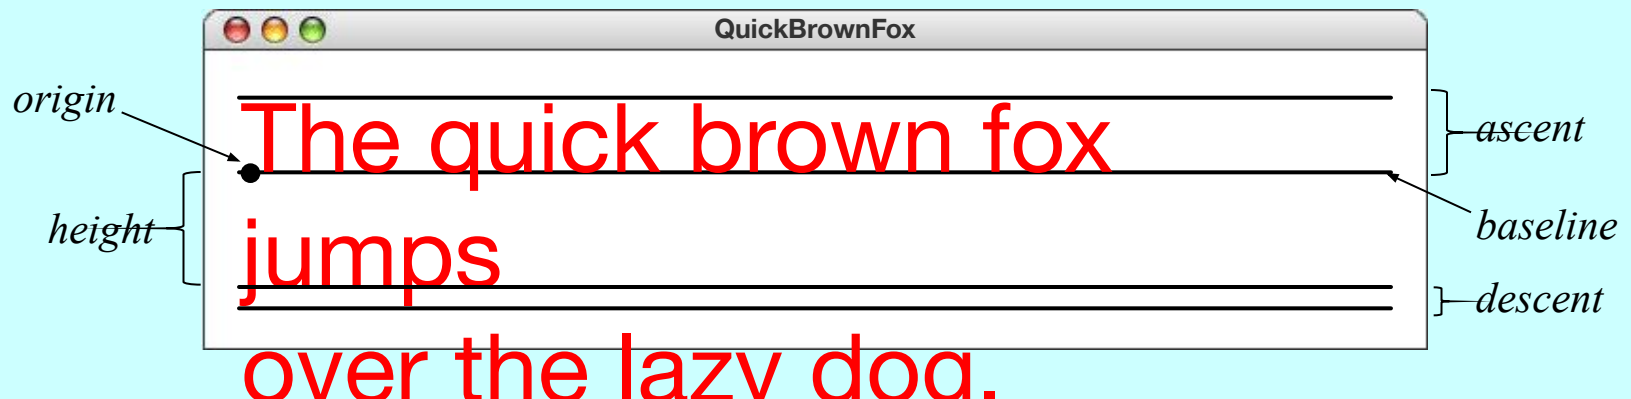 QuickBrownFox
origin
The quick brown fox
ascent
height
jumps
baseline
descent
over the lazy dog.